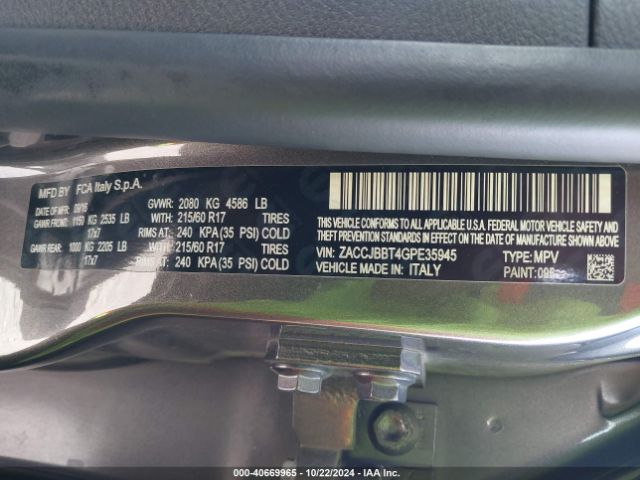 MFD BY FCA Italy S.p.A.
GVWR: 2080 KG 4586 LB
DATE OF MFR
GAWR FRONT: 1150 KG 2535 LB WITH: 215/60 R17 TIRES
17x7 RIMS AT: 240 KPA(35 PSI) COLD
GAWR REAR: 1000 KG 2205 LB WITH: 215/60 R17 TIRES
17x7 RIMS AT: 240 KPA(35 PSI) COLD
THIS VEHICLE CONFORMS TO ALL APPLICABLE U.S.A. FEDERAL MOTOR VEHICLE
SAFETY, BUMPER, AND THEFT PREVENTION STANDARDS IN EFFECT ON
THE DATE OF MANUFACTURE SHOWN ABOVE.
VIN: ZACCJBBT4GPE35945 TYPE: MPV
VEHICLE MADE IN: ITALY PAINT:
000-40669965 | 10/22/2024 | IAA Inc.